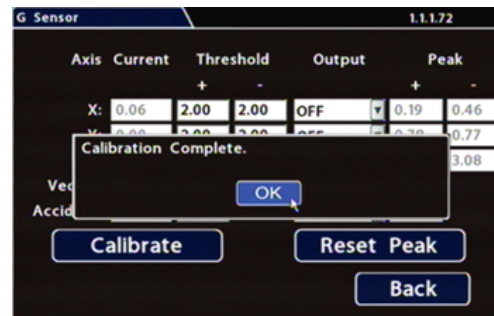 G Sensor 1.1.1.72
Axis Current Threshold Output Peak
+ - + -
X: 0.06 2.00 2.00 OFF 0.19 0.46
0.77
Calibration Complete.
3.08
OK
Calibrate Reset Peak
Back